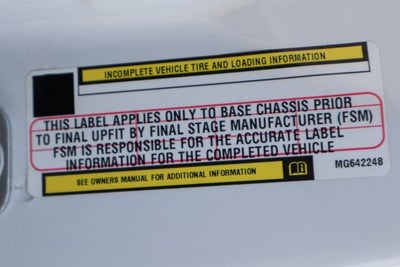 INCOMPLETE VEHICLE TIRE AND LOADING INFORMATION
THIS LABEL APPLIES ONLY TO BASE CHASSIS PRIOR
TO FINAL UPFIT BY FINAL STAGE MANUFACTURER (FSM)
FSM IS RESPONSIBLE FOR THE ACCURATE LABEL
INFORMATION FOR THE COMPLETED VEHICLE
MG642248
SEE OWNERS MANUAL FOR ADDITIONAL INFORMATION